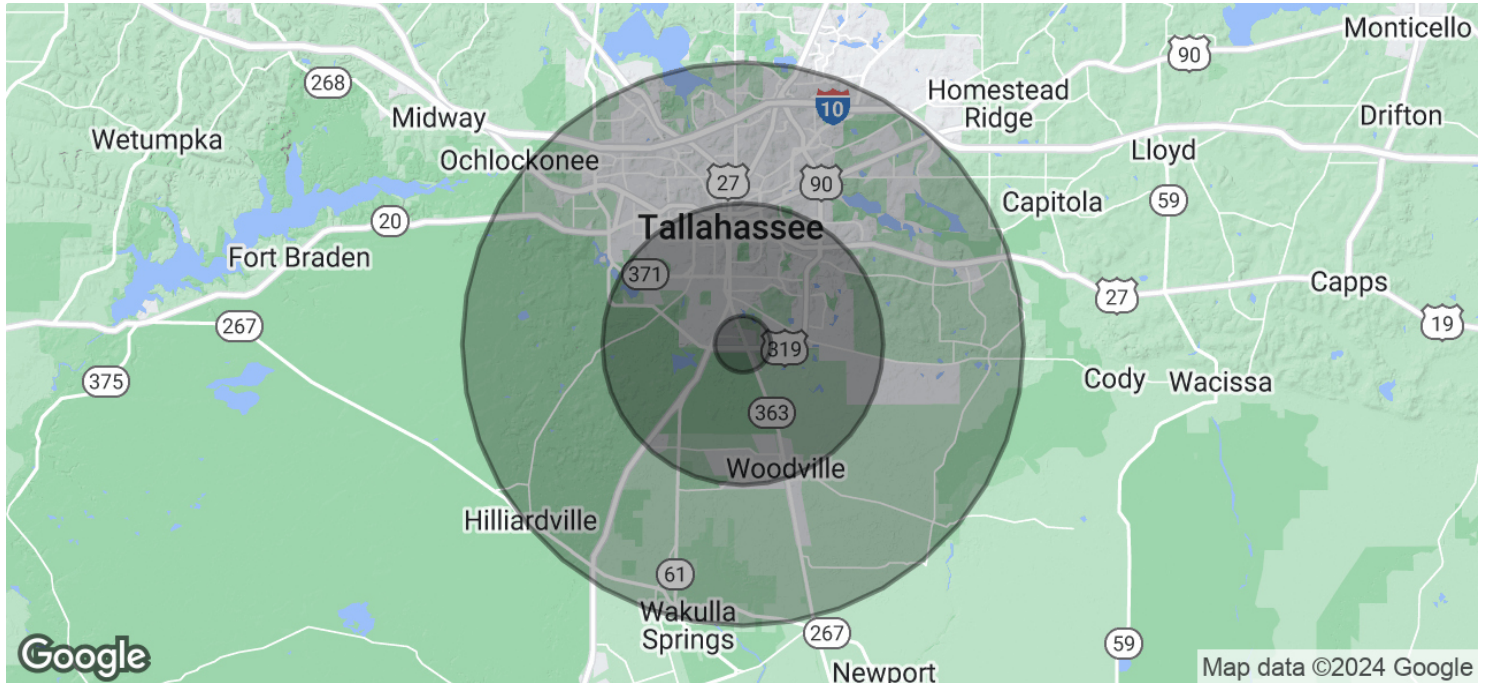 Monticello
90
268
Homestead
Ridge
10
Midway
Drifton
Wetumpka
Ochlockonee
Lloyd
27
90
Capitola
59
20
Tallahassee
Fort Braden
371
Capps
27
19
267
319
375
Cody
Wacissa
363
Woodville
Hilliardville
61
Wakulla
Springs
267
59
Newport
Google
Map data ©2024 Google